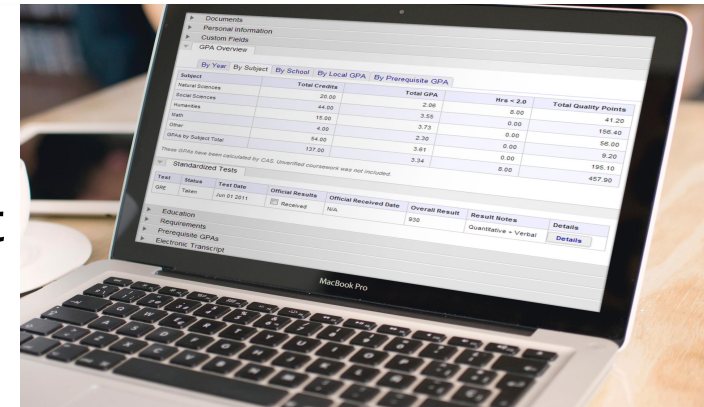 Documents
Personal Information
Custom Fields
GPA Overview
By Year By Subject By School By Local GPA By Prerequisite GPA
Subject Total Credits Total GPA Hrs < 2.0 Total Quality Points
Natural Sciences 20.00 2.06 8.00 41.20
Social Sciences 44.00 3.55 0.00 156.40
Humanities 15.00 3.73 0.00 56.00
Math 4.00 2.30 0.00 9.20
Other 54.00 3.61 0.00 195.10
GPAs by Subject Total 137.00 3.34 8.00 457.90
These GPAs have been calculated by CAS. Unverified coursework was not included.
Standardized Tests
Test Status Test Date Official Results Official Received Date Overall Result Result Notes Details
GRE Taken Jun 01 2011 Received N/A 930 Quantitative + Verbal Details
Education
Requirements
Prerequisite GPAs
Electronic Transcript
MacBook Pro